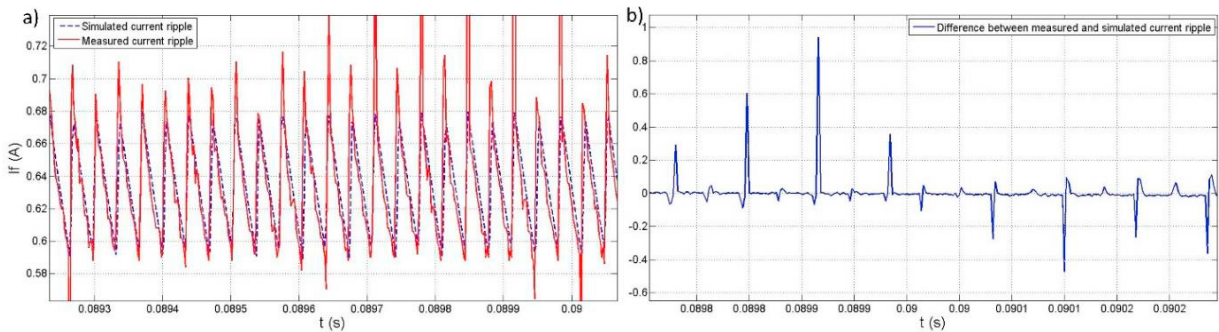 a)
Simulated current ripple
Measured current ripple
0.72
0.7
0.68
0.66
0.64
0.62
0.6
0.58
If (A)
0.0893 0.0894 0.0895 0.0896 0.0897 0.0898 0.0899 0.09
t (s)
b)
Difference between measured and simulated current ripple
1
0.8
0.6
0.4
0.2
0
-0.2
-0.4
-0.6
0.0898 0.0898 0.0899 0.0899 0.09 0.09 0.0901 0.0902 0.0902
t (s)